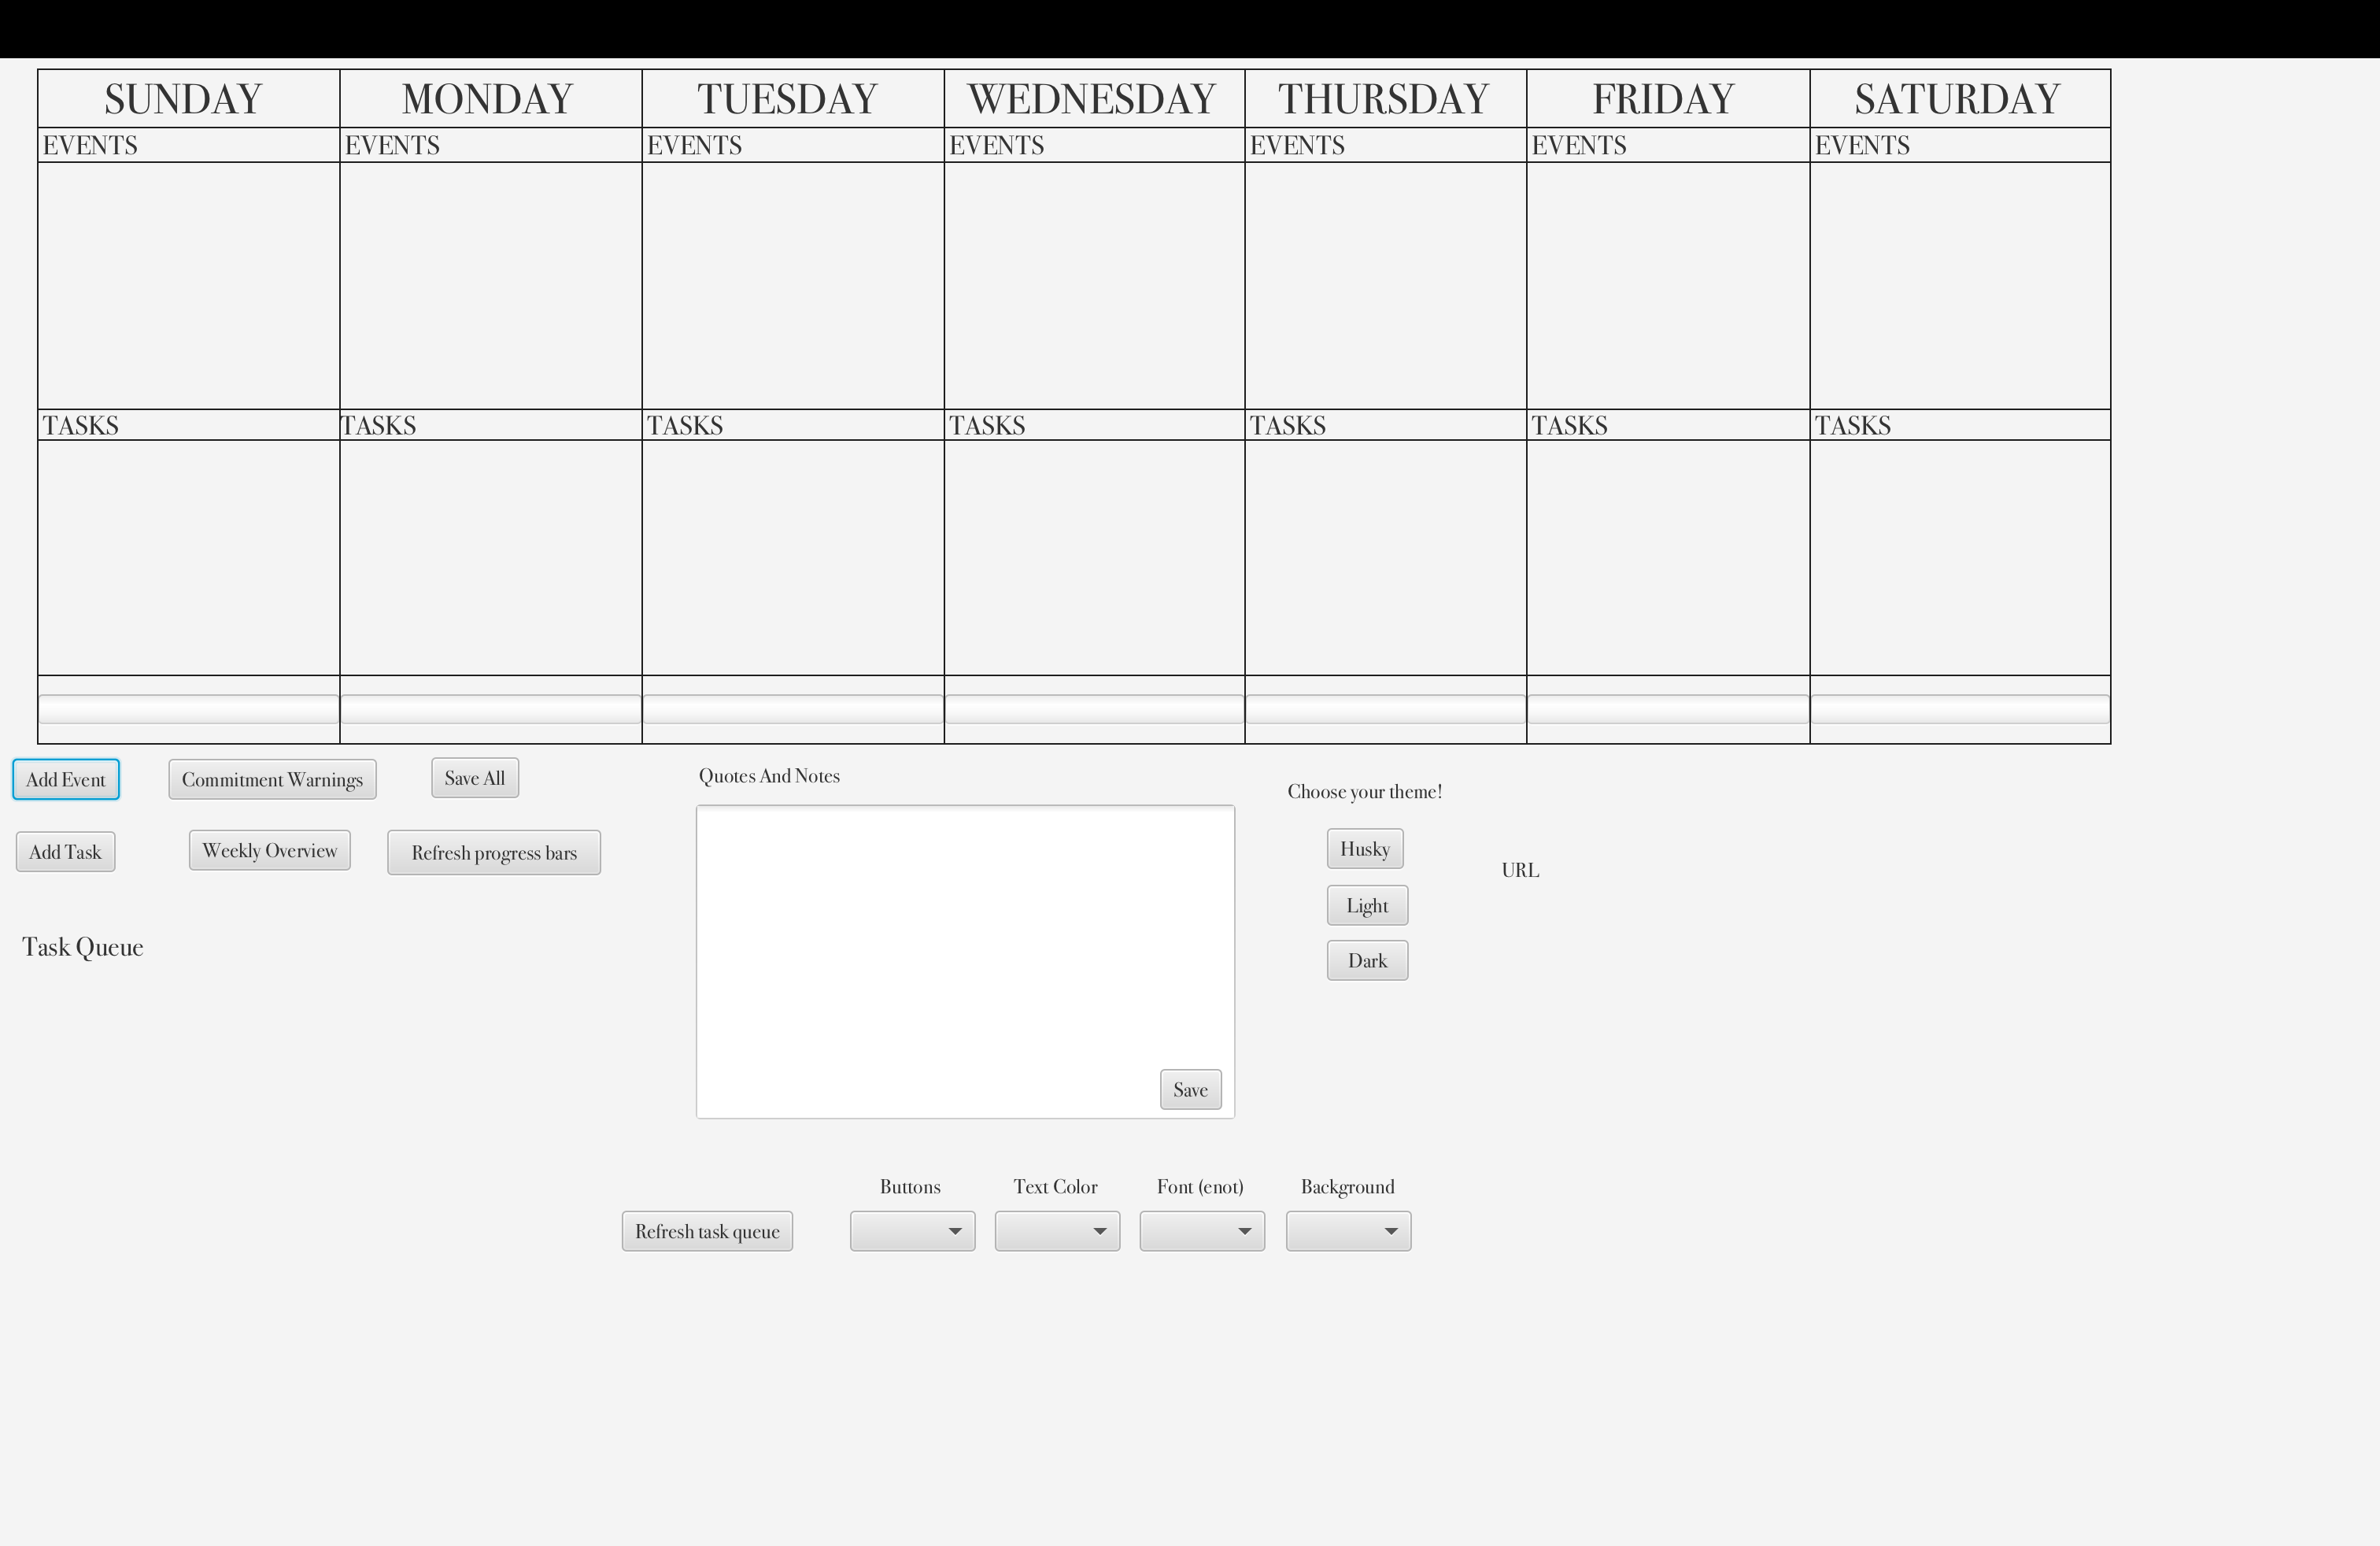 SUNDAY MONDAY TUESDAY WEDNESDAY THURSDAY FRIDAY SATURDAY
EVENTS EVENTS EVENTS EVENTS EVENTS EVENTS EVENTS
TASKS TASKS TASKS TASKS TASKS TASKS TASKS
Add Event Commitment Warnings Save All
Add Task Weekly Overview Refresh progress bars
Task Queue
Quotes And Notes
Save
Choose your theme!
Husky
Light
Dark
URL
Buttons Text Color Font (enot) Background
Refresh task queue